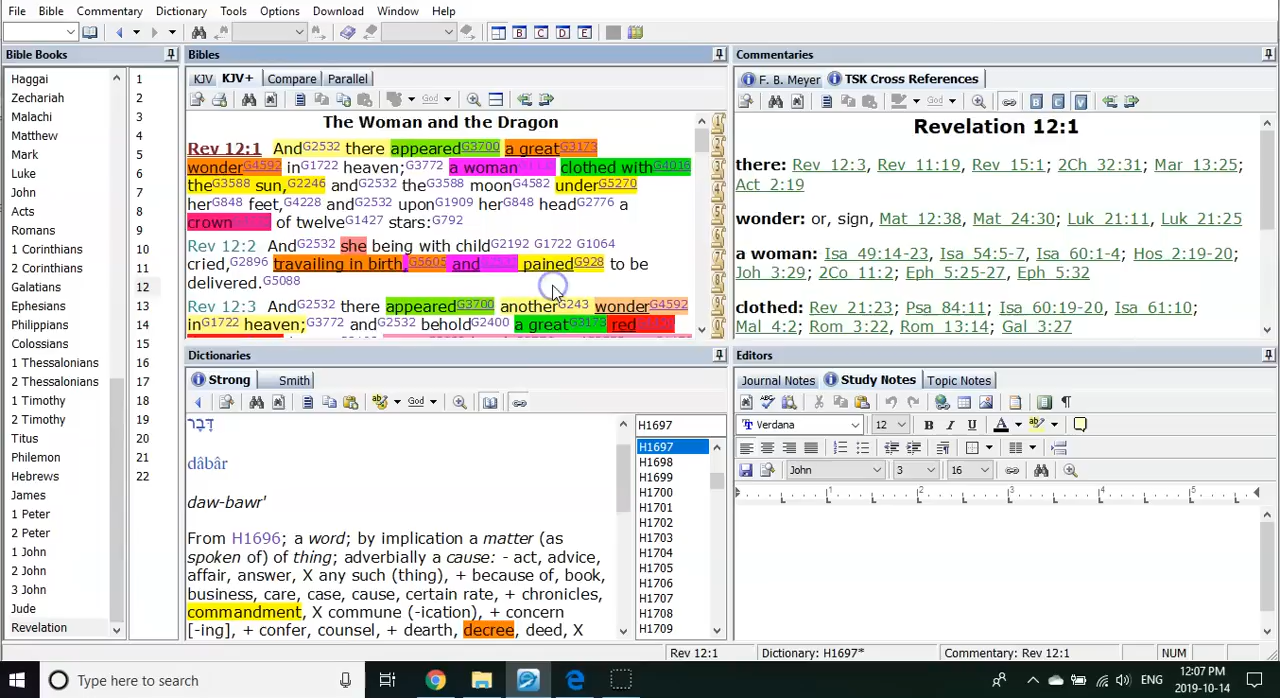 File Bible Commentary Dictionary Tools Options Download Window Help
B C D E
Bible Books
Haggai
Zechariah
Malachi
Matthew
Mark
Luke
John
Acts
Romans
1 Corinthians
2 Corinthians
Galatians
Ephesians
Philippians
Colossians
1 Thessalonians
2 Thessalonians
1 Timothy
2 Timothy
Titus
Philemon
Hebrews
James
1 Peter
2 Peter
1 John
2 John
3 John
Jude
Revelation
1
2
3
4
5
6
7
8
9
10
11
12
13
14
15
16
17
18
19
20
21
22
Bibles
KJV KJV+ Compare Parallel
God
The Woman and the Dragon
Rev 12:1 And G2532 there appeared G3700 a great G3173
wonder G4592 in G1722 heaven; G3772 a woman clothed with G4016
the G3588 sun, G2246 and G2532 the G3588 moon G4582 under G5270
her G848 feet, G4228 and G2532 upon G1909 her G848 head G2776 a
crown of twelve G1427 stars: G792
Rev 12:2 And G2532 she being with child G2192 G1722 G1064
cried, G2896 travailing in birth, G5605 and pained G928 to be
delivered. G5088
Rev 12:3 And G2532 there appeared G3700 another G243 wonder G4592
in G1722 heaven; G3772 and G2532 behold G2400 a great G3173 red
Commentaries
F. B. Meyer TSK Cross References
God B C V
Revelation 12:1
there: Rev 12:3, Rev 11:19, Rev 15:1; 2Ch 32:31; Mar 13:25;
Act 2:19
wonder: or, sign, Mat 12:38, Mat 24:30; Luk 21:11, Luk 21:25
a woman: Isa 49:14-23, Isa 54:5-7, Isa 60:1-4; Hos 2:19-20;
Joh 3:29; 2Co 11:2; Eph 5:25-27, Eph 5:32
clothed: Rev 21:23; Psa 84:11; Isa 60:19-20, Isa 61:10;
Mal 4:2; Rom 3:22, Rom 13:14; Gal 3:27
Dictionaries
Strong Smith
God
דָּבָר
dâbâr
daw-bawr'
From H1696; a word; by implication a matter (as
spoken of) of thing; adverbially a cause: - act, advice,
affair, answer, X any such (thing), + because of, book,
business, care, case, cause, certain rate, + chronicles,
commandment, X commune (-ication), + concern
[-ing], + confer, counsel, + dearth, decree, deed, X
H1697
H1697
H1698
H1699
H1700
H1701
H1702
H1703
H1704
H1705
H1706
H1707
H1708
H1709
Editors
Journal Notes Study Notes Topic Notes
Verdana 12 B I U A
John 3 16
1 2 3 4 5
Rev 12:1 Dictionary: H1697* Commentary: Rev 12:1 NUM
Type here to search
ENG
12:07 PM
2019-10-14